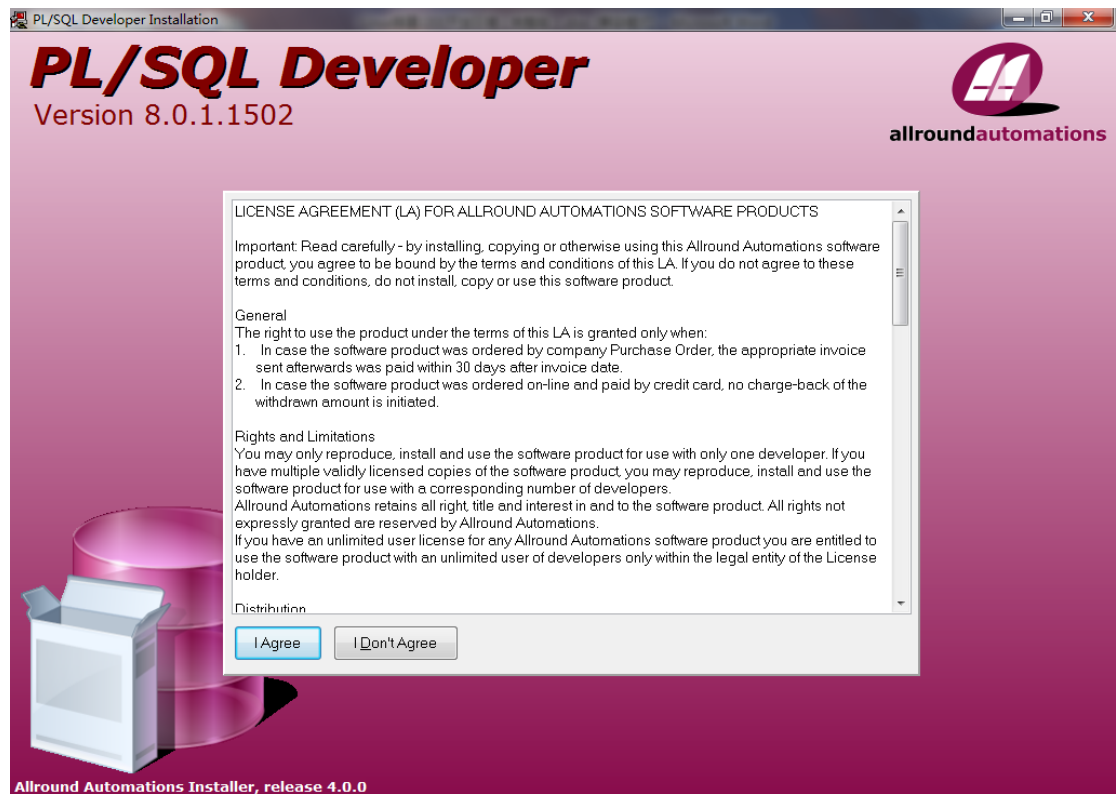 PL/SQL Developer Installation
PL/SQL Developer
Version 8.0.1.1502
allroundautomations
LICENSE AGREEMENT (LA) FOR ALLROUND AUTOMATIONS SOFTWARE PRODUCTS
Important: Read carefully - by installing, copying or otherwise using this Allround Automations software
product, you agree to be bound by the terms and conditions of this LA. If you do not agree to these
terms and conditions, do not install, copy or use this software product.
General
The right to use the product under the terms of this LA is granted only when:
1. In case the software product was ordered by company Purchase Order, the appropriate invoice
sent afterwards was paid within 30 days after invoice date.
2. In case the software product was ordered on-line and paid by credit card, no charge-back of the
withdrawn amount is initiated.
Rights and Limitations
You may only reproduce, install and use the software product for use with only one developer. If you
have multiple validly licensed copies of the software product, you may reproduce, install and use the
software product for use with a corresponding number of developers.
Allround Automations retains all right, title and interest in and to the software product. All rights not
expressly granted are reserved by Allround Automations.
If you have an unlimited user license for any Allround Automations software product you are entitled to
use the software product with an unlimited user of developers only within the legal entity of the License
holder.
Distribution
I Agree
I Don't Agree
Allround Automations Installer, release 4.0.0